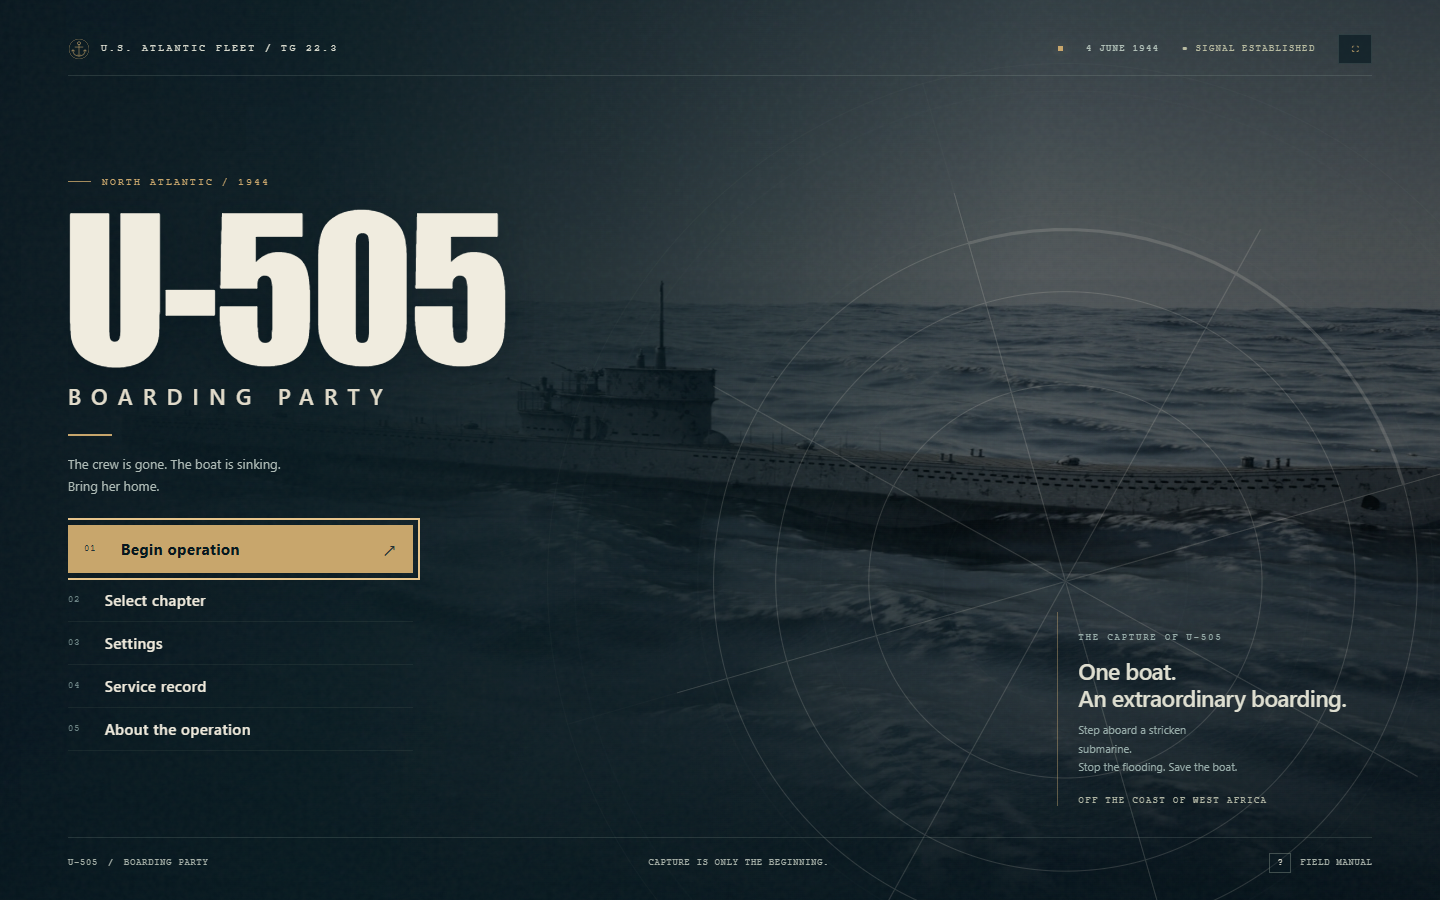 U.S. ATLANTIC FLEET / TG 22.3
4 JUNE 1944
SIGNAL ESTABLISHED
NORTH ATLANTIC / 1944
U-505
BOARDING PARTY
The crew is gone. The boat is sinking.
Bring her home.
01 Begin operation ↗
02 Select chapter
03 Settings
04 Service record
05 About the operation
THE CAPTURE OF U-505
One boat.
An extraordinary boarding.
Step aboard a stricken
submarine.
Stop the flooding. Save the boat.
OFF THE COAST OF WEST AFRICA
U-505 / BOARDING PARTY
CAPTURE IS ONLY THE BEGINNING.
? FIELD MANUAL